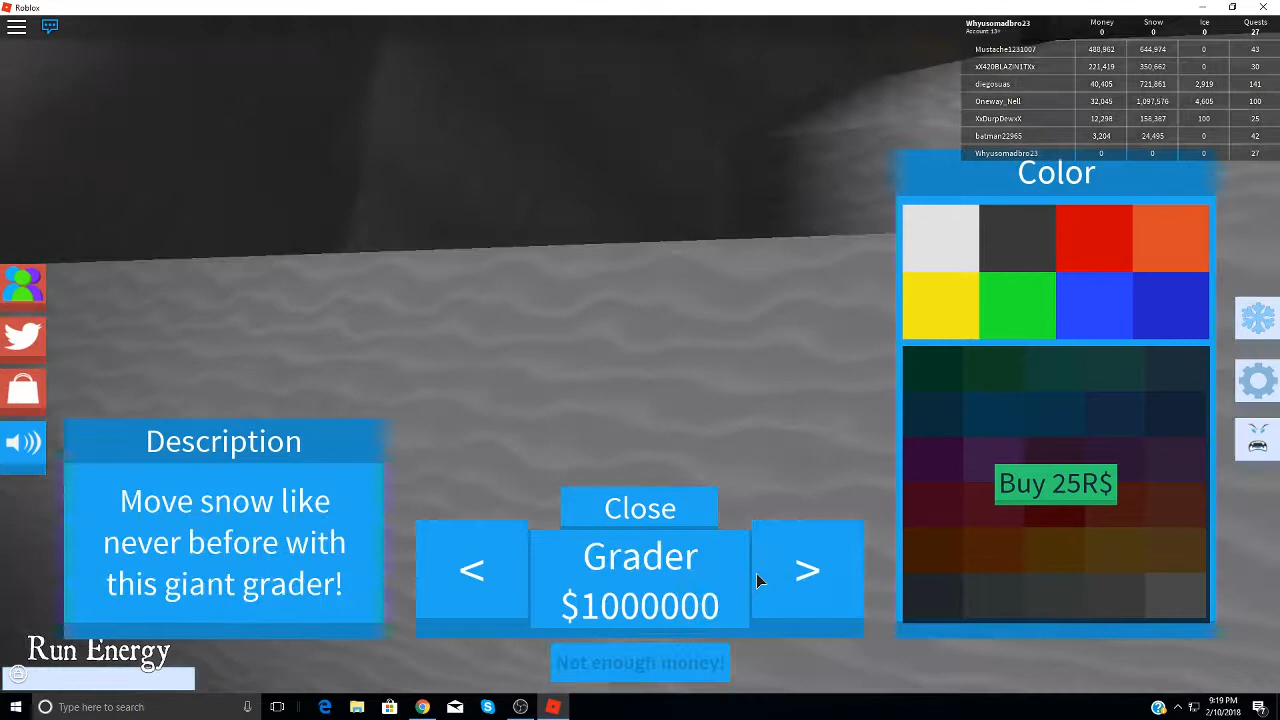 Roblox
Whyusomadbro23 Money Snow Ice Quests
Account: 13+ 0 0 0 27
Mustache1231007 488,962 644,974 0 43
xX420BLAZIN1TXx 221,419 350,662 0 30
diegosuas 40,405 721,861 2,919 141
Oneway_Nell 32,045 1,097,576 4,605 100
XxDurpDewxX 12,298 158,387 100 25
batman22965 3,204 24,495 0 42
Whyusomadbro23 0 0 0 27
Color
Buy 25R$
Description
Move snow like
never before with
this giant grader!
Close
< Grader >
$1000000
Not enough money!
Run Energy
Type here to search
9:19 PM
2/10/2018